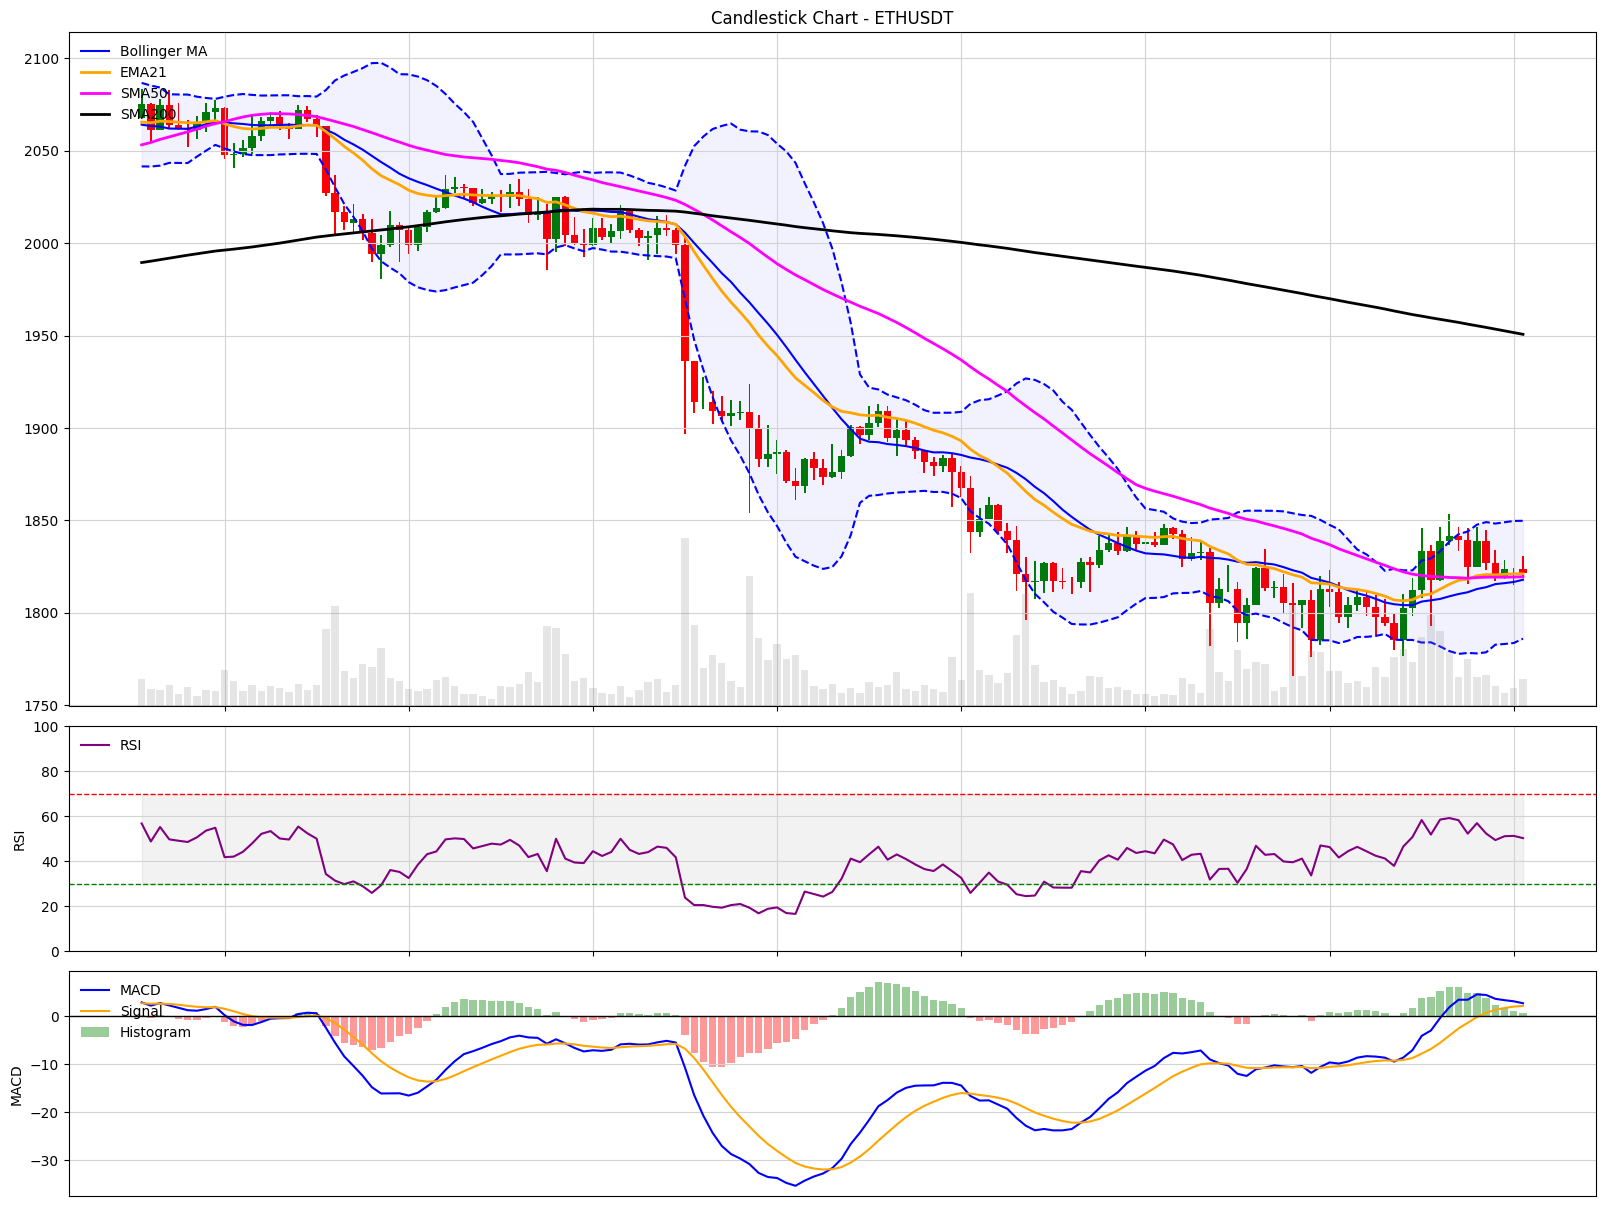 Candlestick Chart - ETHUSDT
Bollinger MA
EMA21
SMA50
SMA200
2100
2050
2000
1950
1900
1850
1800
1750
RSI
100
80
60
40
20
0
RSI
MACD
Signal
Histogram
0
−10
−20
−30
MACD